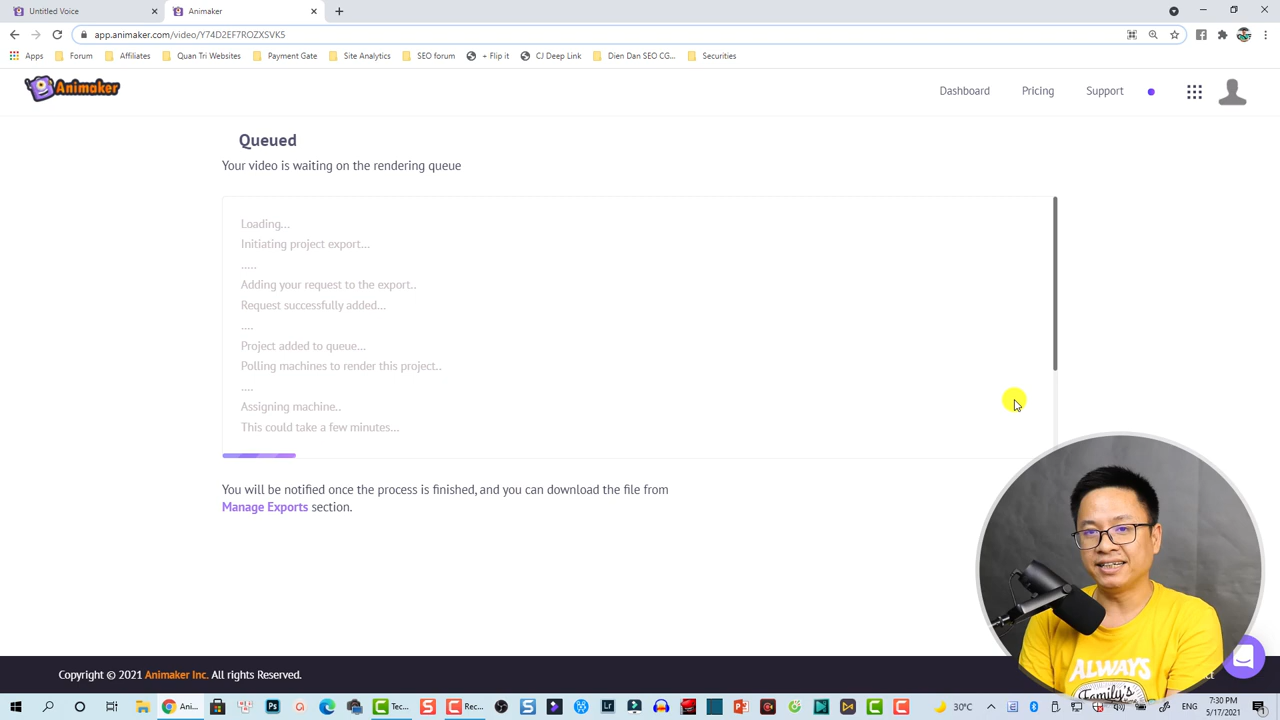 Untitled Voice
Animaker
app.animaker.com/video/Y74D2EF7ROZXSVK5
Apps Forum Affiliates Quan Tri Websites Payment Gate Site Analytics SEO forum + Flip it CJ Deep Link Dien Dan SEO CG... Securities
Animaker
Dashboard Pricing Support
Queued
Your video is waiting on the rendering queue
Loading...
Initiating project export...
.....
Adding your request to the export..
Request successfully added...
....
Project added to queue...
Polling machines to render this project..
....
Assigning machine..
This could take a few minutes...
You will be notified once the process is finished, and you can download the file from
Manage Exports section.
ALWAYS
Family's
Copyright © 2021 Animaker Inc. All rights Reserved.
Ani... Tec... Rec... 30°C 7:30 PM
5/17/2021